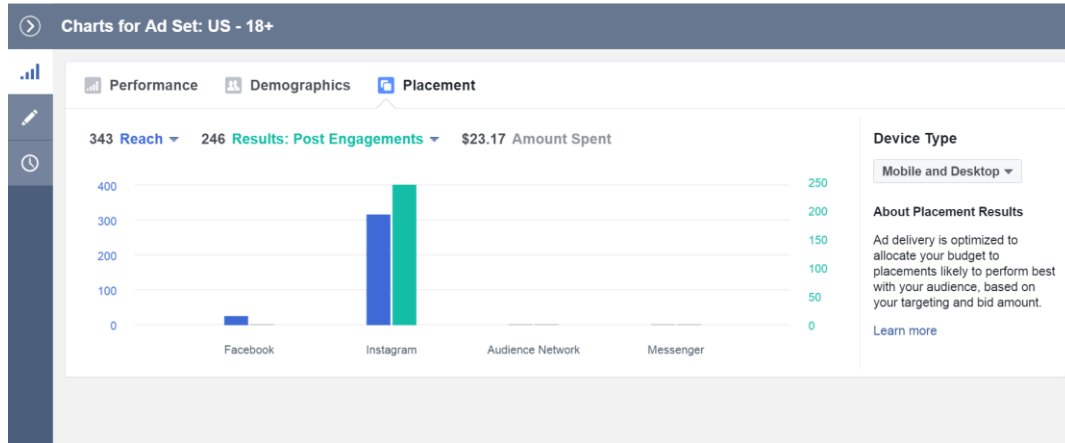 Charts for Ad Set: US - 18+
Performance Demographics Placement
343 Reach 246 Results: Post Engagements $23.17 Amount Spent
400
300
200
100
0
250
200
150
100
50
0
Facebook Instagram Audience Network Messenger
Device Type
Mobile and Desktop
About Placement Results
Ad delivery is optimized to
allocate your budget to
placements likely to perform best
with your audience, based on
your targeting and bid amount.
Learn more